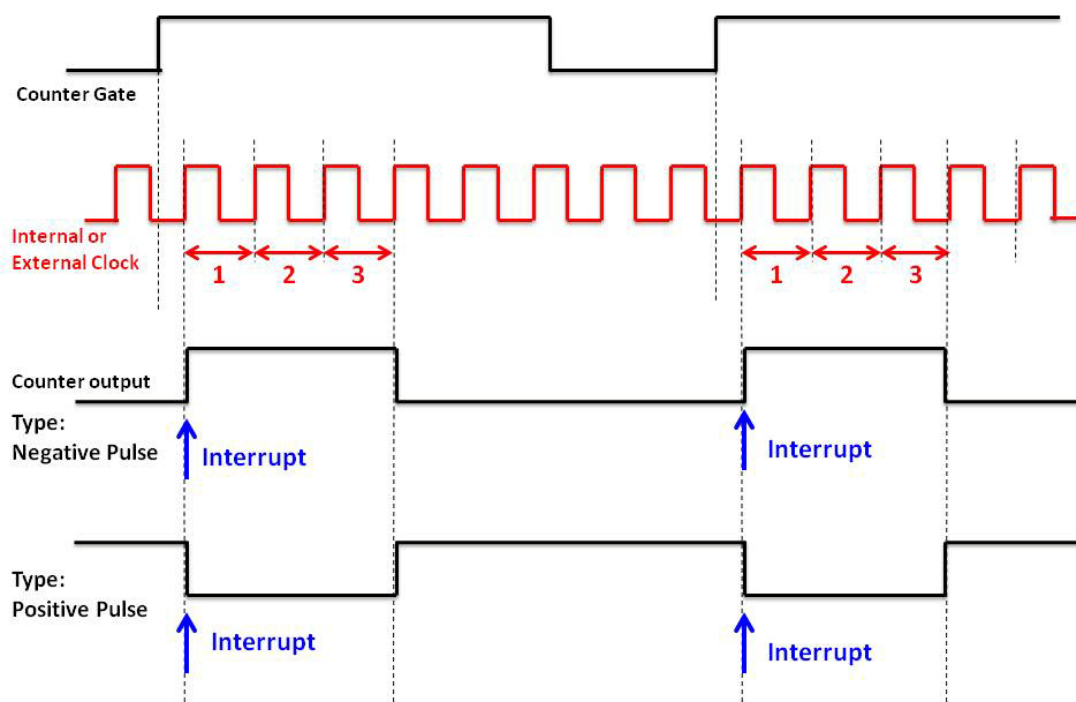 Counter Gate
Internal or
External Clock
1 2 3 1 2 3
Counter output
Type:
Negative Pulse
Interrupt Interrupt
Type:
Positive Pulse
Interrupt Interrupt